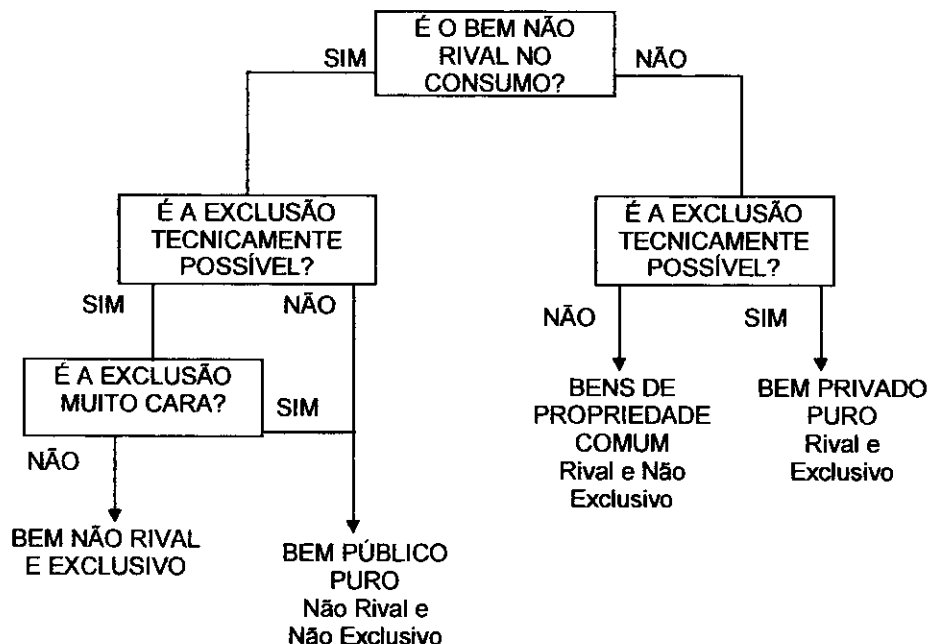 É O BEM NÃO
RIVAL NO
CONSUMO?
SIM
NÃO
É A EXCLUSÃO
TECNICAMENTE
POSSÍVEL?
SIM
NÃO
É A EXCLUSÃO
MUITO CARA?
SIM
NÃO
BEM NÃO RIVAL
E EXCLUSIVO
BEM PÚBLICO
PURO
Não Rival e
Não Exclusivo
É A EXCLUSÃO
TECNICAMENTE
POSSÍVEL?
NÃO
SIM
BENS DE
PROPRIEDADE
COMUM
Rival e Não
Exclusivo
BEM PRIVADO
PURO
Rival e
Exclusivo